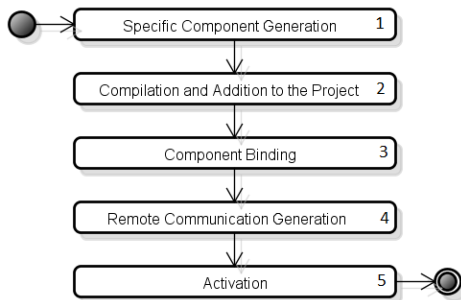 Specific Component Generation 1
Compilation and Addition to the Project 2
Component Binding 3
Remote Communication Generation 4
Activation 5